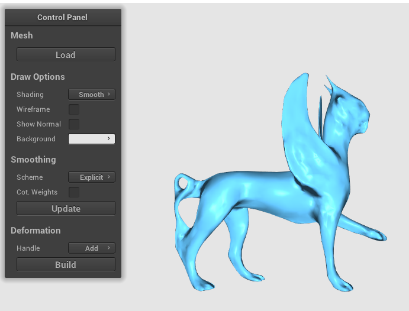 Control Panel
Mesh
Load
Draw Options
Shading Smooth
Wireframe
Show Normal
Background
Smoothing
Scheme Explicit
Cot. Weights
Update
Deformation
Handle Add
Build